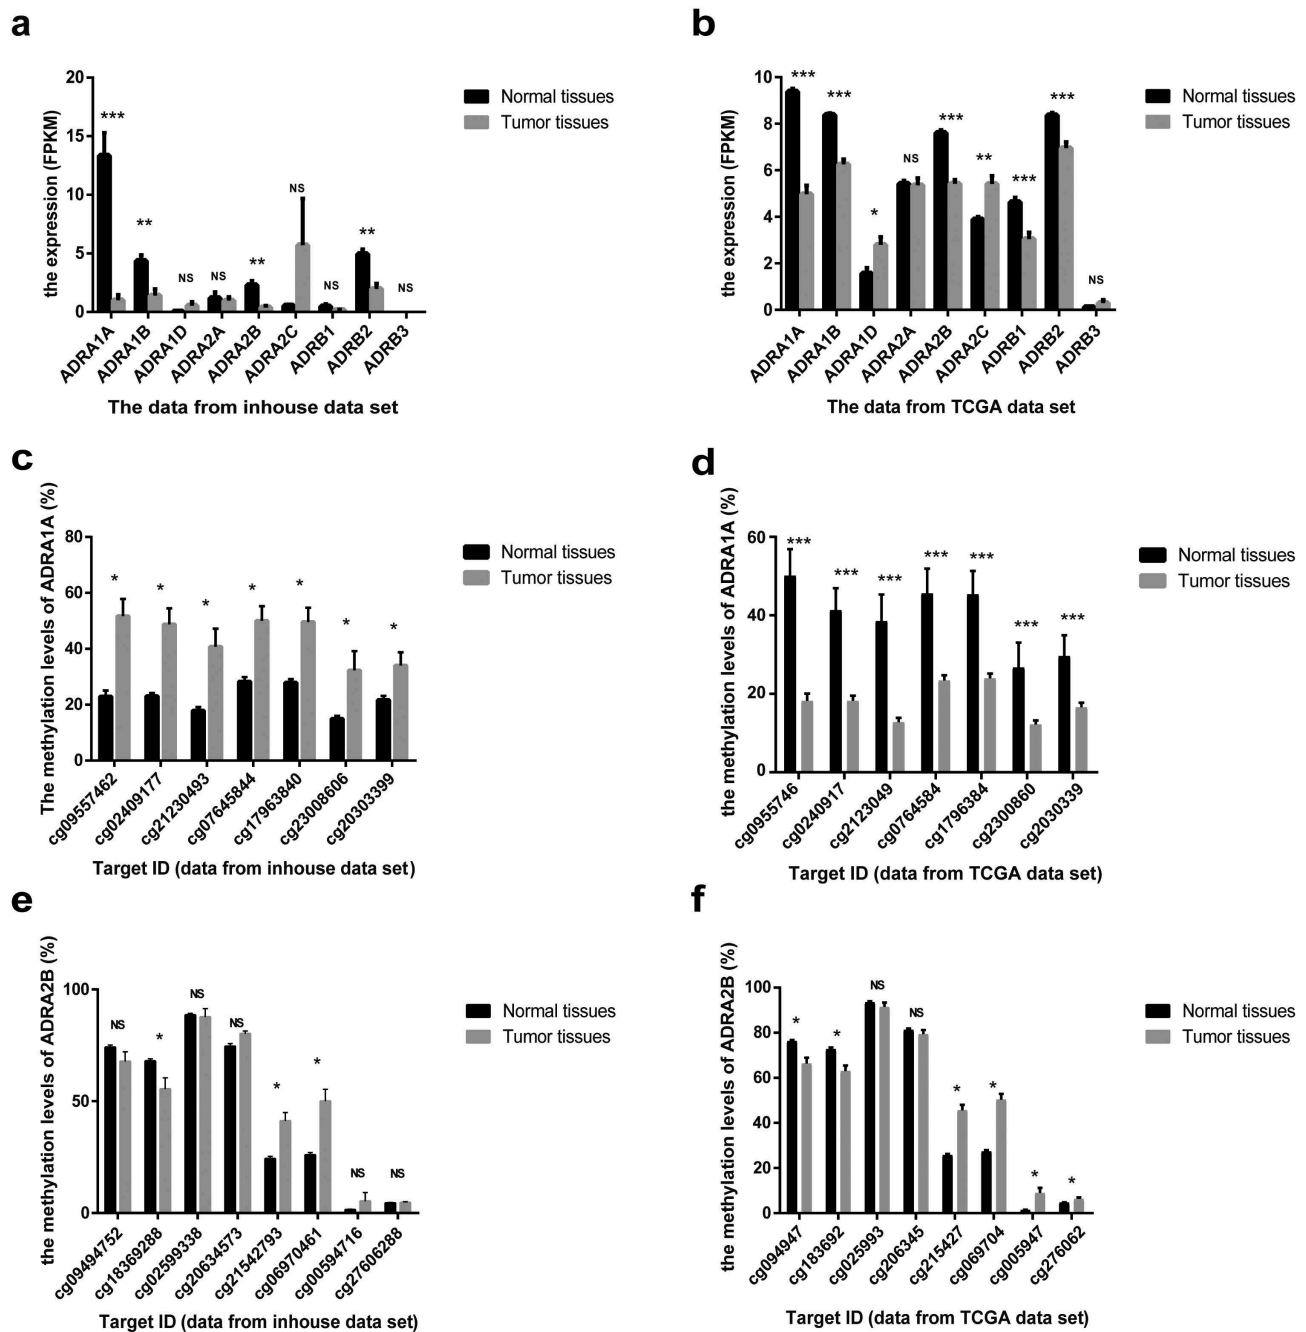 a
20
15
10
5
0
the expression (FPKM)
***
**
NS
NS
**
NS
NS
**
NS
ADRA1A
ADRA1B
ADRA1D
ADRA2A
ADRA2B
ADRA2C
ADRB1
ADRB2
ADRB3
The data from inhouse data set
Normal tissues
Tumor tissues
b
10
8
6
4
2
0
the expression (FPKM)
***
***
*
NS
***
**
***
***
NS
ADRA1A
ADRA1B
ADRA1D
ADRA2A
ADRA2B
ADRA2C
ADRB1
ADRB2
ADRB3
The data from TCGA data set
Normal tissues
Tumor tissues
c
The methylation levels of ADRA1A (%)
80
60
40
20
0
*
*
*
*
*
*
*
cg09557462
cg02409177
cg21230493
cg07645844
cg17963840
cg23008606
cg20303399
Target ID (data from inhouse data set)
Normal tissues
Tumor tissues
d
the methylation levels of ADRA1A (%)
60
40
20
0
***
***
***
***
***
***
***
cg0955746
cg0240917
cg2123049
cg0764584
cg1796384
cg2300860
cg2030339
Target ID (data from TCGA data set)
Normal tissues
Tumor tissues
e
the methylation levels of ADRA2B (%)
100
50
0
NS
*
NS
NS
*
*
NS
NS
cg09494752
cg18369288
cg02599338
cg20634573
cg21542793
cg06970461
cg00594716
cg27606288
Target ID (data from inhouse data set)
Normal tissues
Tumor tissues
f
the methylation levels of ADRA2B (%)
100
80
60
40
20
0
*
*
NS
NS
*
*
*
*
cg094947
cg183692
cg025993
cg206345
cg215427
cg069704
cg005947
cg276062
Target ID (data from TCGA data set)
Normal tissues
Tumor tissues